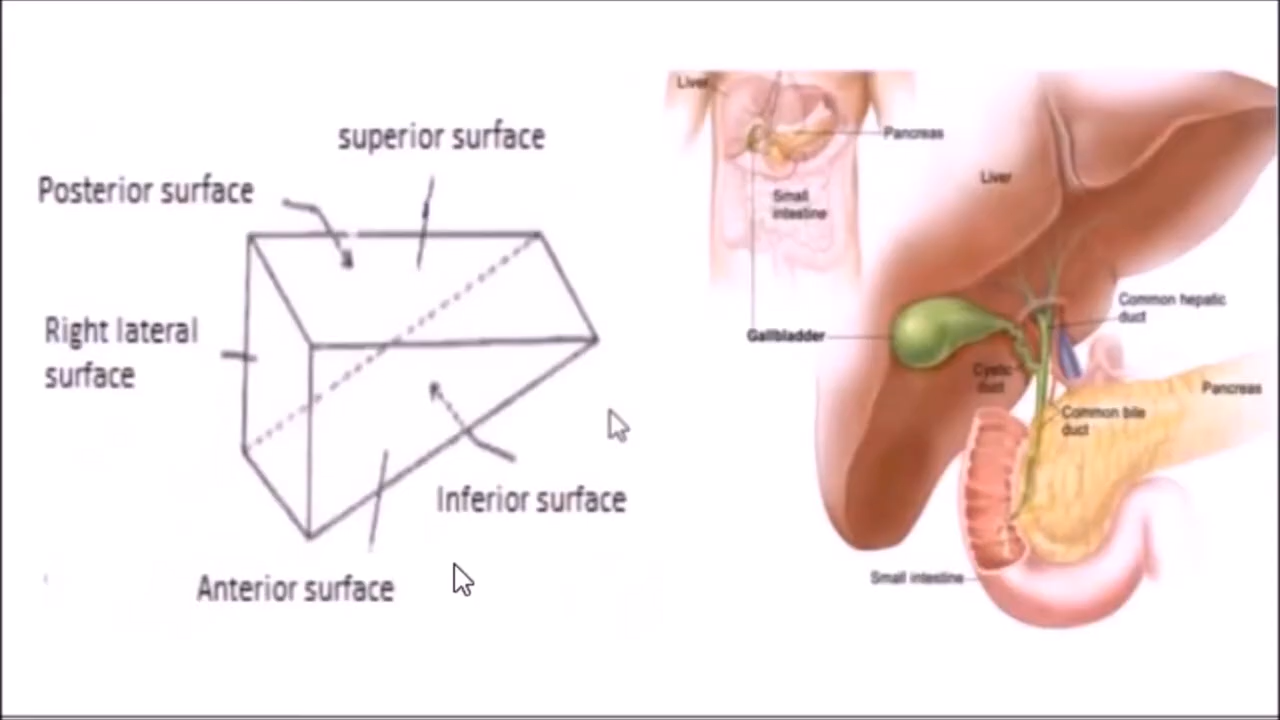 superior surface
Posterior surface
Right lateral
surface
Inferior surface
Anterior surface
Liver
Pancreas
Small
intestine
Liver
Common hepatic
duct
Gallbladder
Cystic
duct
Pancreas
Common bile
duct
Small intestine